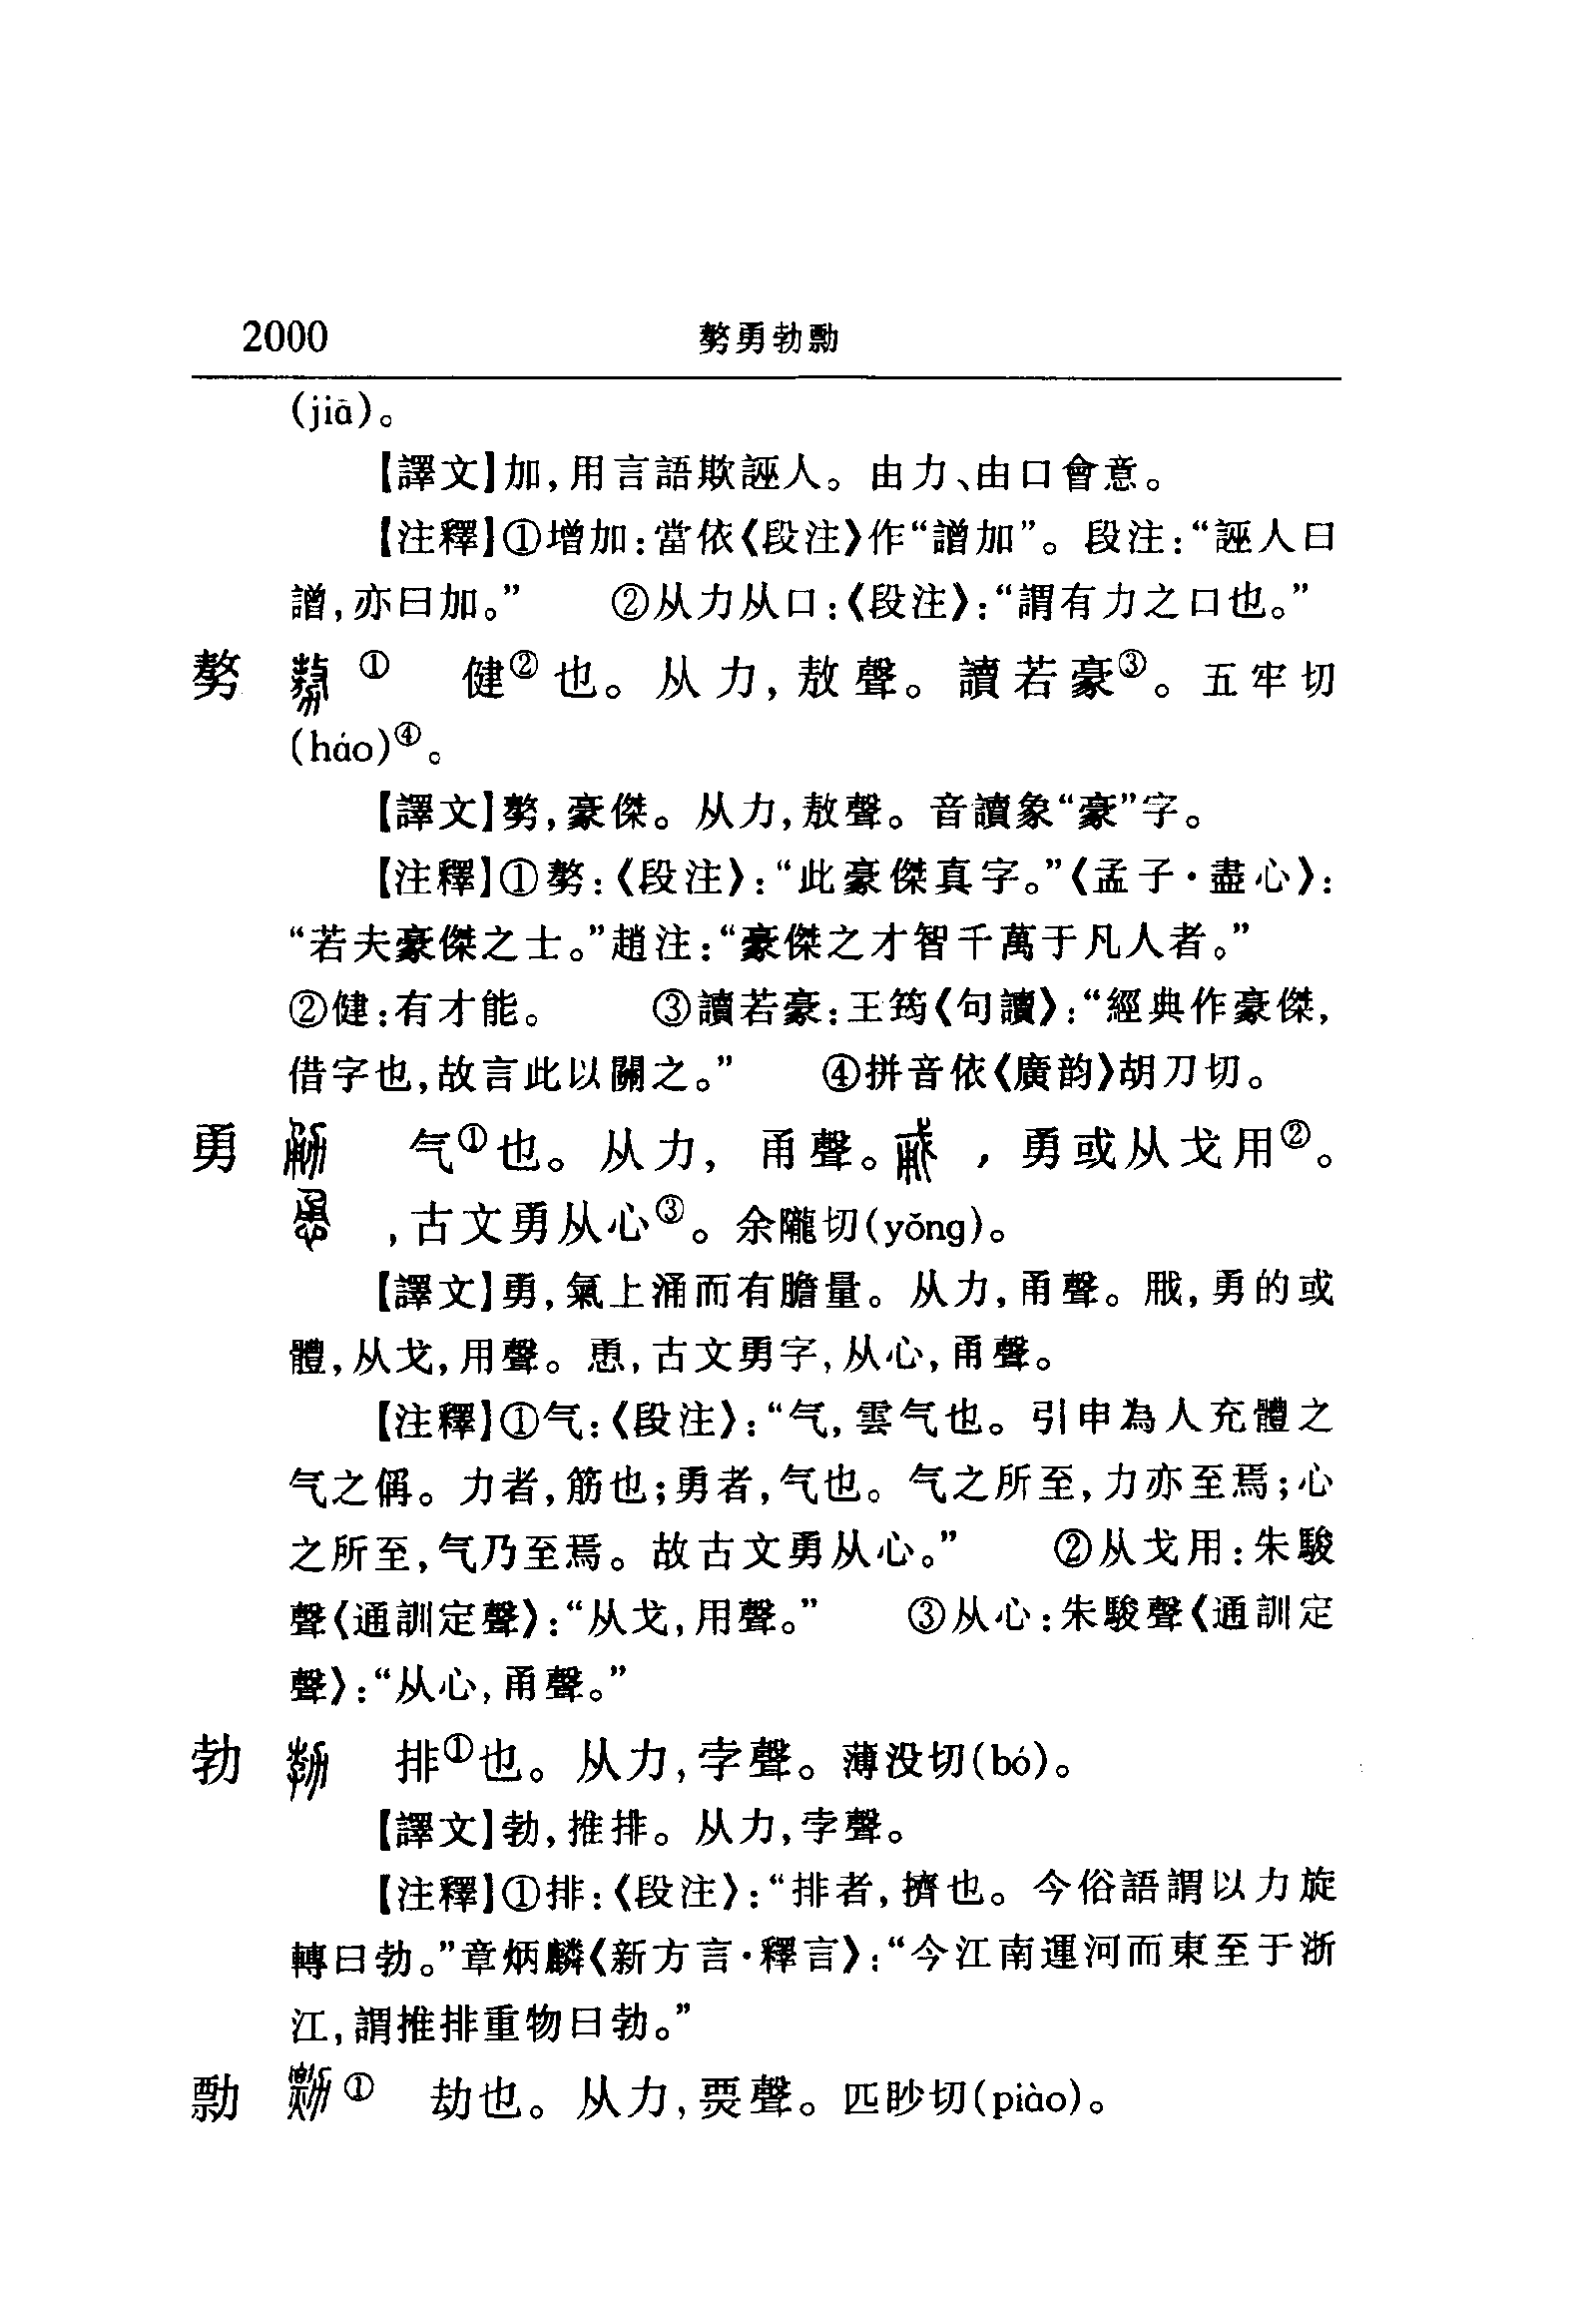 2000 勢勇勃勡
(jiā)。
【譯文】加,用言語欺誣人。由力、由口會意。
【注釋】①增加:當依《段注》作“譄加”。段注:“誣人曰
譄,亦曰加。” ②从力从口:《段注》:“謂有力之口也。”
勢 ① 健②也。从力,敖聲。讀若豪③。五牢切
(háo)④。
【譯文】勢,豪傑。从力,敖聲。音讀象“豪”字。
【注釋】①勢:《段注》:“此豪傑真字。”《孟子·盡心》:
“若夫豪傑之士。”趙注:“豪傑之才智千萬于凡人者。”
②健:有才能。 ③讀若豪:王筠《句讀》:“經典作豪傑,
借字也,故言此以關之。” ④拼音依《廣韵》胡刀切。
勇 气①也。从力,甬聲。 ,勇或从戈用②。
,古文勇从心③。余隴切(yǒng)。
【譯文】勇,氣上涌而有膽量。从力,甬聲。㦷,勇的或
體,从戈,用聲。恿,古文勇字,从心,甬聲。
【注釋】①气:《段注》:“气,雲气也。引申為人充體之
气之偁。力者,筋也;勇者,气也。气之所至,力亦至焉;心
之所至,气乃至焉。故古文勇从心。” ②从戈用:朱駿
聲《通訓定聲》:“从戈,用聲。” ③从心:朱駿聲《通訓定
聲》:“从心,甬聲。”
勃 排①也。从力,孛聲。薄没切(bó)。
【譯文】勃,推排。从力,孛聲。
【注釋】①排:《段注》:“排者,擠也。今俗語謂以力旋
轉曰勃。”章炳麟《新方言·釋言》:“今江南運河而東至于浙
江,謂推排重物曰勃。”
勡 ① 劫也。从力,票聲。匹眇切(piào)。